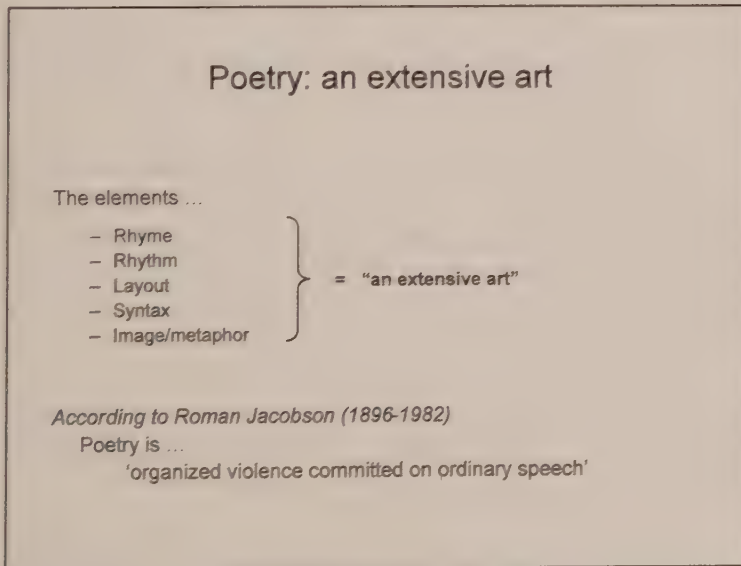 Poetry: an extensive art
The elements ...
– Rhyme
– Rhythm
– Layout
– Syntax
– Image/metaphor
= "an extensive art"
According to Roman Jacobson (1896-1982)
Poetry is ...
'organized violence committed on ordinary speech'